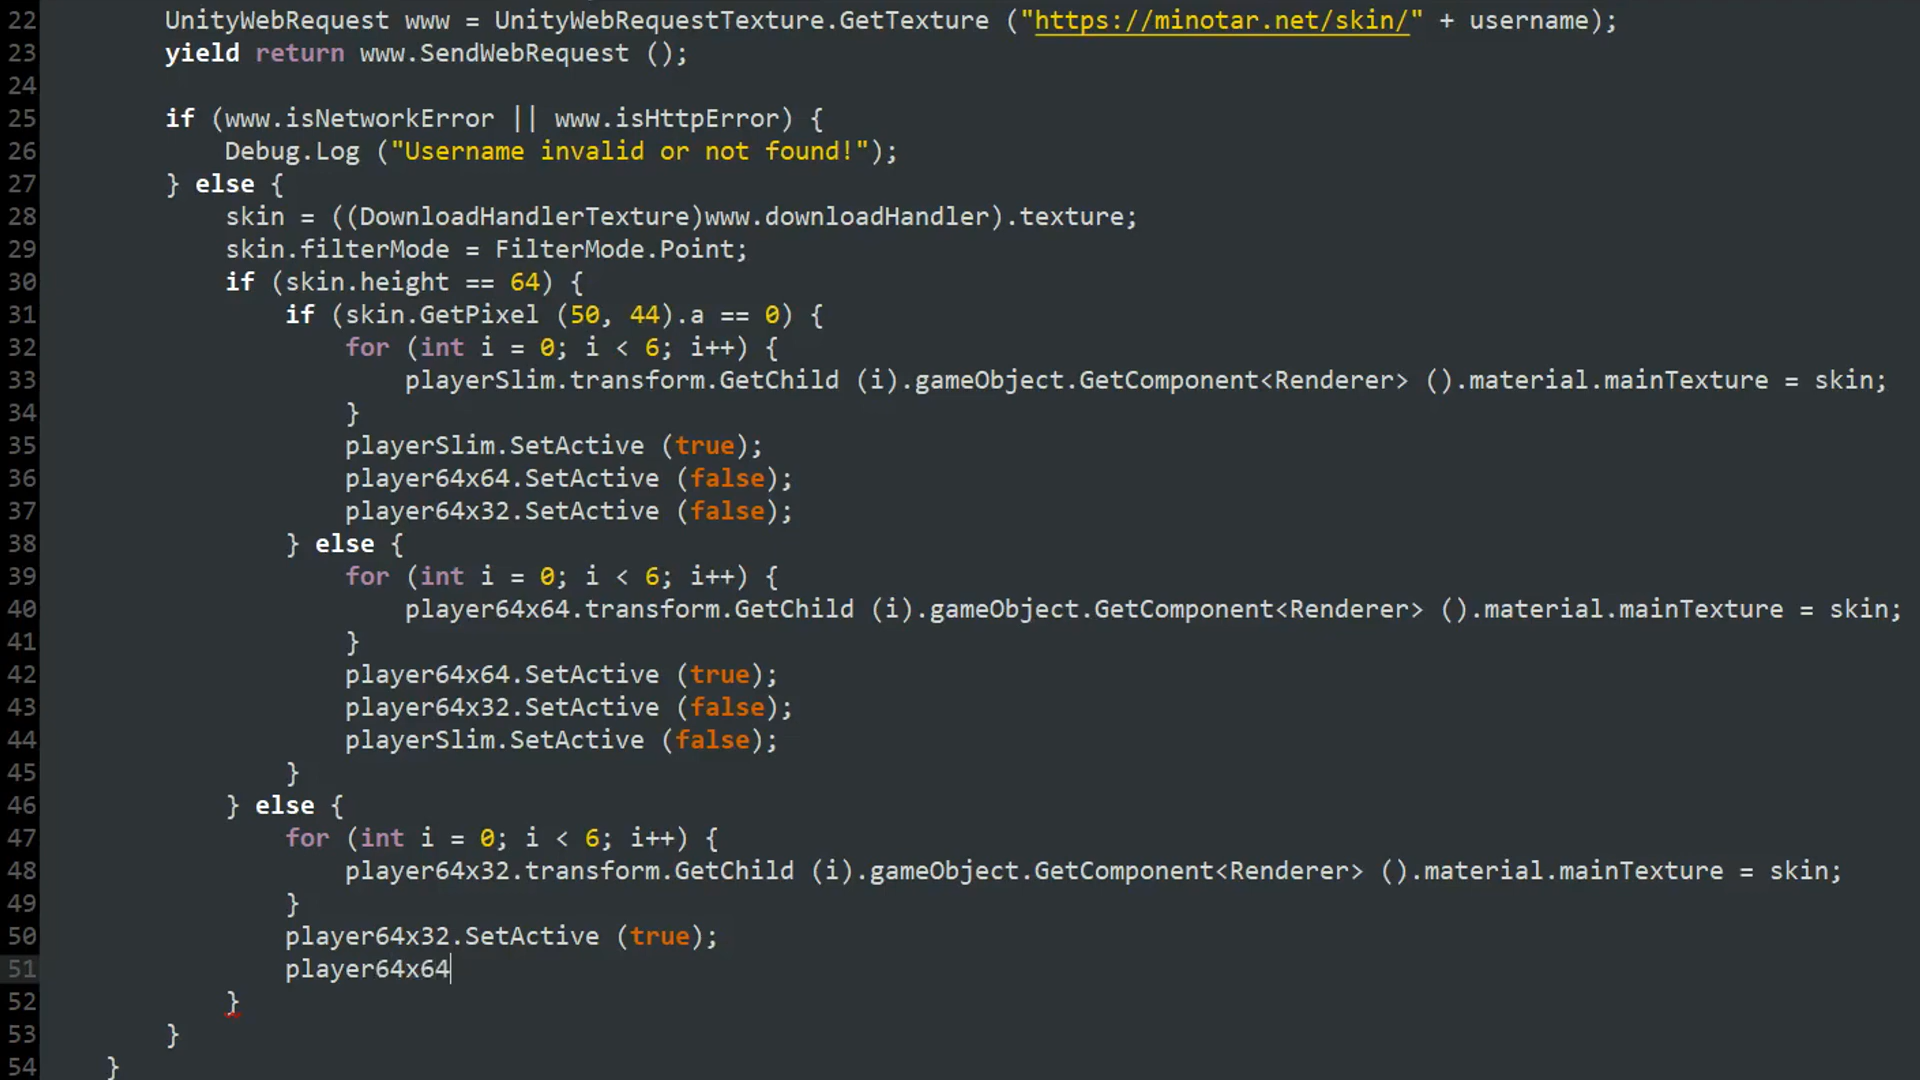 22 UnityWebRequest www = UnityWebRequestTexture.GetTexture ("https://minotar.net/skin/" + username);
23 yield return www.SendWebRequest ();
24
25 if (www.isNetworkError || www.isHttpError) {
26 Debug.Log ("Username invalid or not found!");
27 } else {
28 skin = ((DownloadHandlerTexture)www.downloadHandler).texture;
29 skin.filterMode = FilterMode.Point;
30 if (skin.height == 64) {
31 if (skin.GetPixel (50, 44).a == 0) {
32 for (int i = 0; i < 6; i++) {
33 playerSlim.transform.GetChild (i).gameObject.GetComponent<Renderer> ().material.mainTexture = skin;
34 }
35 playerSlim.SetActive (true);
36 player64x64.SetActive (false);
37 player64x32.SetActive (false);
38 } else {
39 for (int i = 0; i < 6; i++) {
40 player64x64.transform.GetChild (i).gameObject.GetComponent<Renderer> ().material.mainTexture = skin;
41 }
42 player64x64.SetActive (true);
43 player64x32.SetActive (false);
44 playerSlim.SetActive (false);
45 }
46 } else {
47 for (int i = 0; i < 6; i++) {
48 player64x32.transform.GetChild (i).gameObject.GetComponent<Renderer> ().material.mainTexture = skin;
49 }
50 player64x32.SetActive (true);
51 player64x64
52 }
53 }
54 }